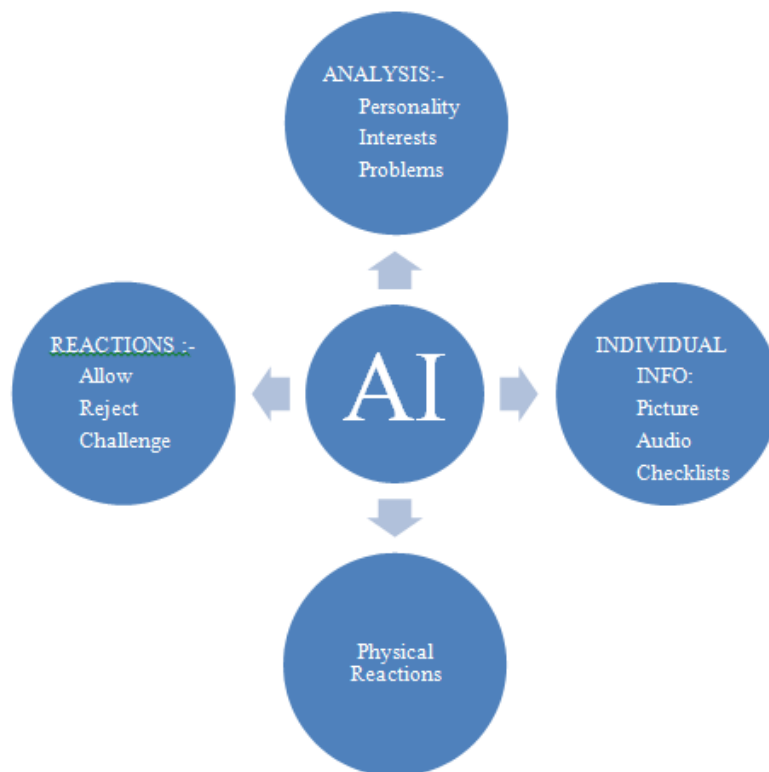 ANALYSIS:-
Personality
Interests
Problems
REACTIONS :-
Allow
Reject
Challenge
AI
INDIVIDUAL
INFO:
Picture
Audio
Checklists
Physical
Reactions